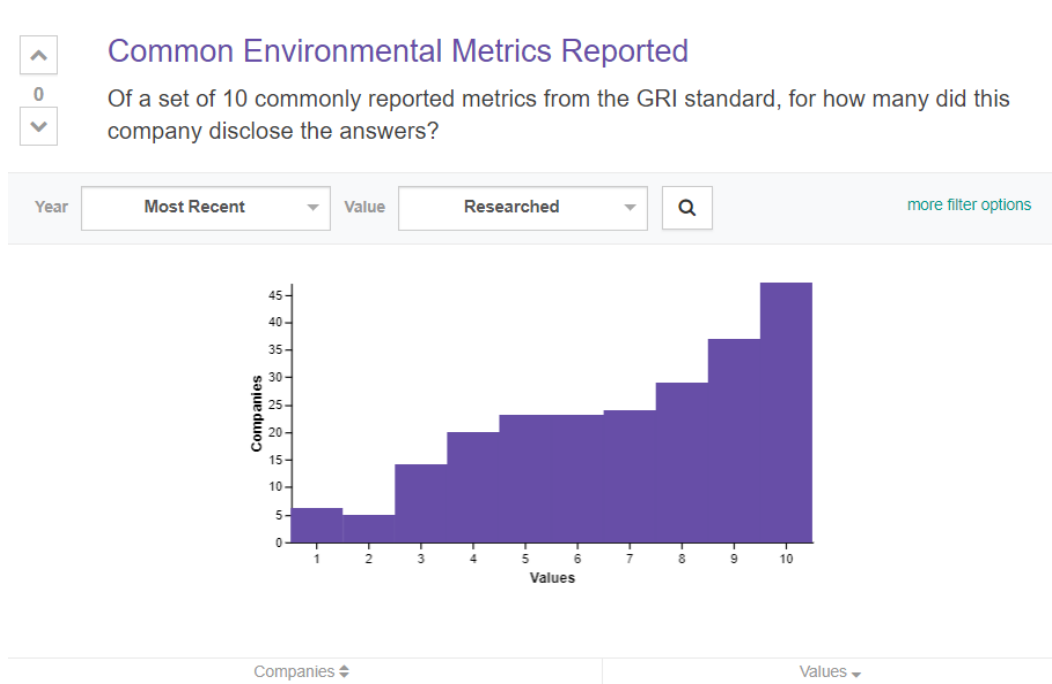 Common Environmental Metrics Reported
0
Of a set of 10 commonly reported metrics from the GRI standard, for how many did this
company disclose the answers?
Year Most Recent Value Researched more filter options
45
40
35
30
25
20
15
10
5
0
Companies
1 2 3 4 5 6 7 8 9 10
Values
Companies Values